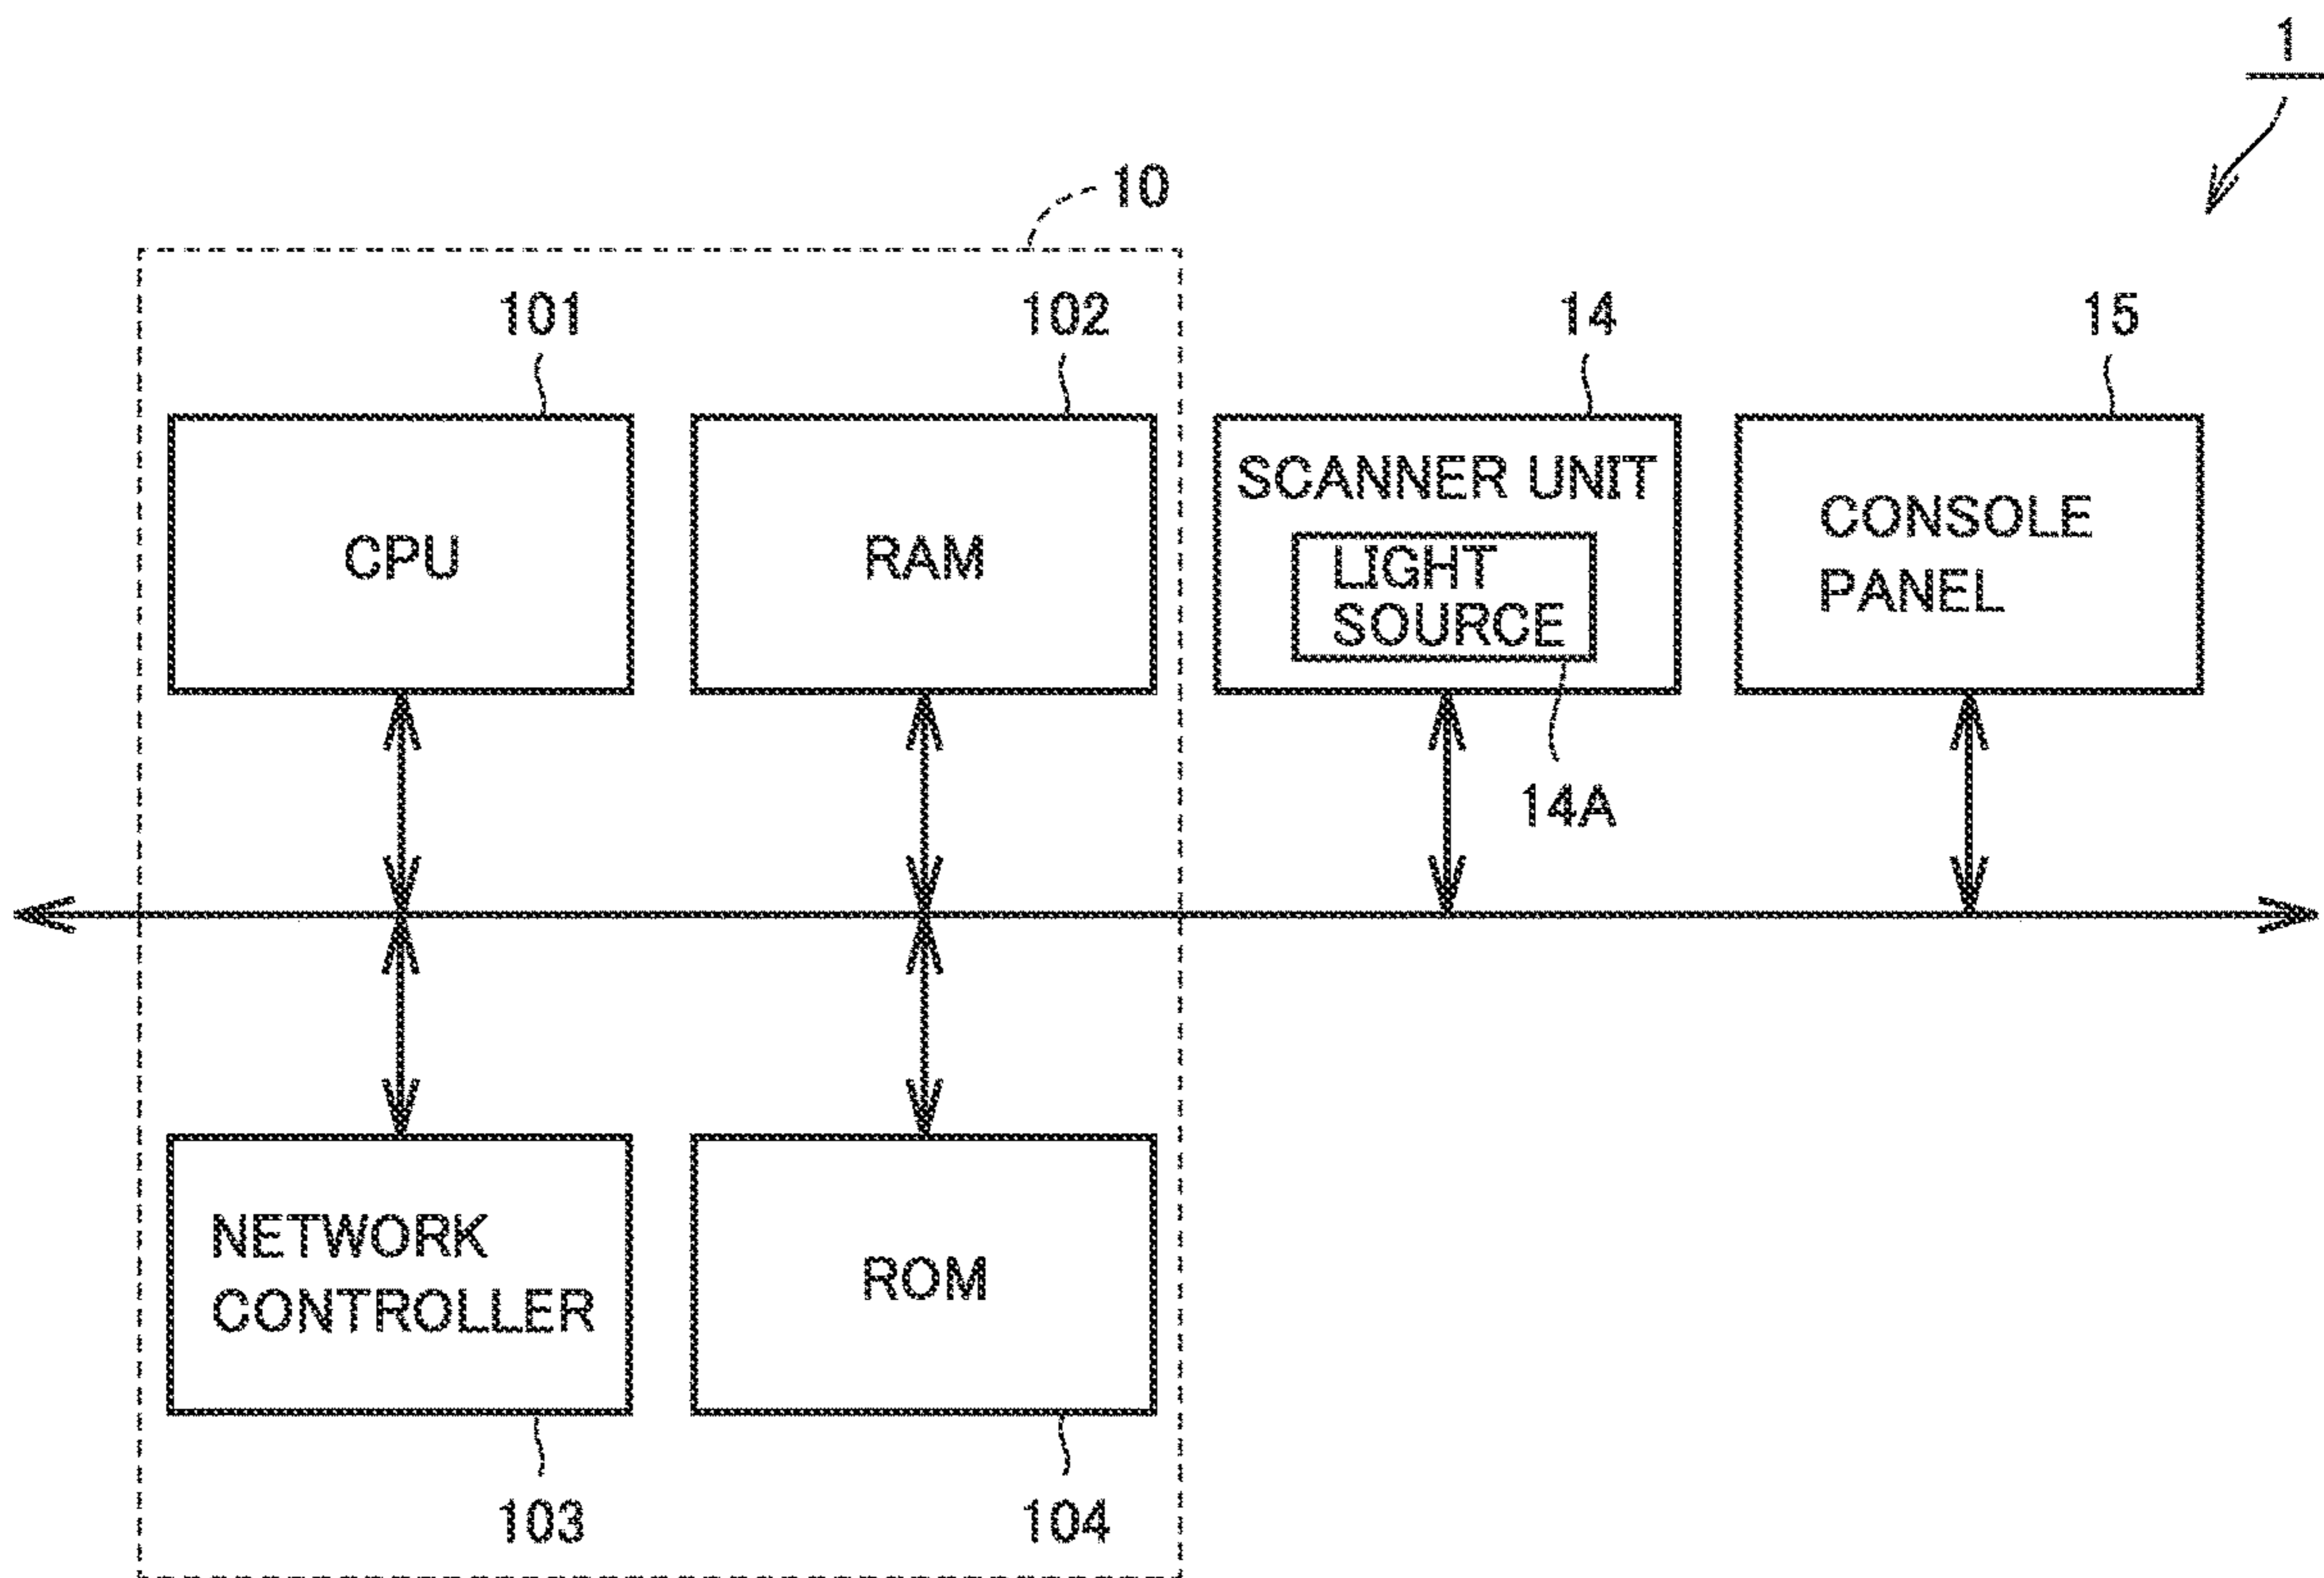 1
10
101
102
14
15
CPU
RAM
SCANNER UNIT
LIGHT
SOURCE
CONSOLE
PANEL
14A
NETWORK
CONTROLLER
ROM
103
104